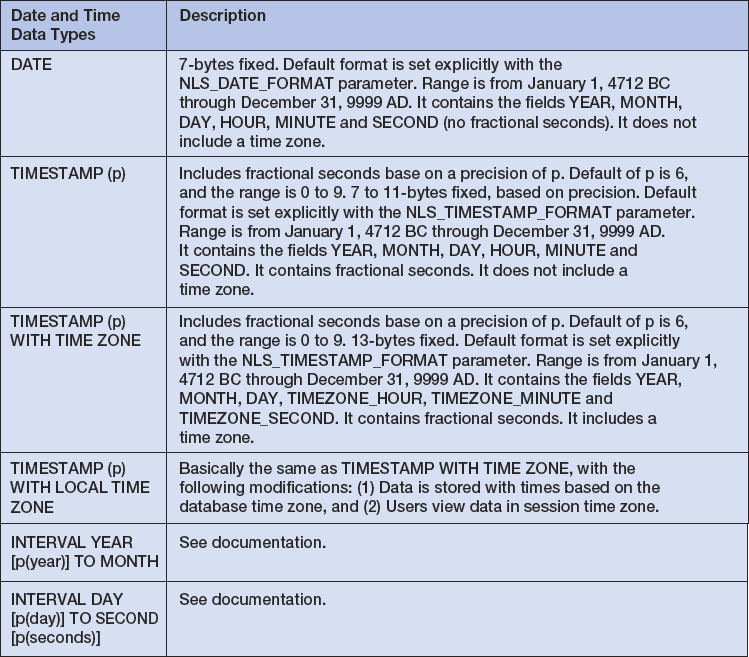 Date and Time
Data Types
Description
DATE
7-bytes fixed. Default format is set explicitly with the
NLS_DATE_FORMAT parameter. Range is from January 1, 4712 BC
through December 31, 9999 AD. It contains the fields YEAR, MONTH,
DAY, HOUR, MINUTE and SECOND (no fractional seconds). It does not
include a time zone.
TIMESTAMP (p)
Includes fractional seconds base on a precision of p. Default of p is 6,
and the range is 0 to 9. 7 to 11-bytes fixed, based on precision. Default
format is set explicitly with the NLS_TIMESTAMP_FORMAT parameter.
Range is from January 1, 4712 BC through December 31, 9999 AD.
It contains the fields YEAR, MONTH, DAY, HOUR, MINUTE and
SECOND. It contains fractional seconds. It does not include a
time zone.
TIMESTAMP (p)
WITH TIME ZONE
Includes fractional seconds base on a precision of p. Default of p is 6,
and the range is 0 to 9. 13-bytes fixed. Default format is set explicitly
with the NLS_TIMESTAMP_FORMAT parameter. Range is from January 1,
4712 BC through December 31, 9999 AD. It contains the fields YEAR,
MONTH, DAY, TIMEZONE_HOUR, TIMEZONE_MINUTE and
TIMEZONE_SECOND. It contains fractional seconds. It includes a
time zone.
TIMESTAMP (p)
WITH LOCAL TIME
ZONE
Basically the same as TIMESTAMP WITH TIME ZONE, with the
following modifications: (1) Data is stored with times based on the
database time zone, and (2) Users view data in session time zone.
INTERVAL YEAR
[p(year)] TO MONTH
See documentation.
INTERVAL DAY
[p(day)] TO SECOND
[p(seconds)]
See documentation.